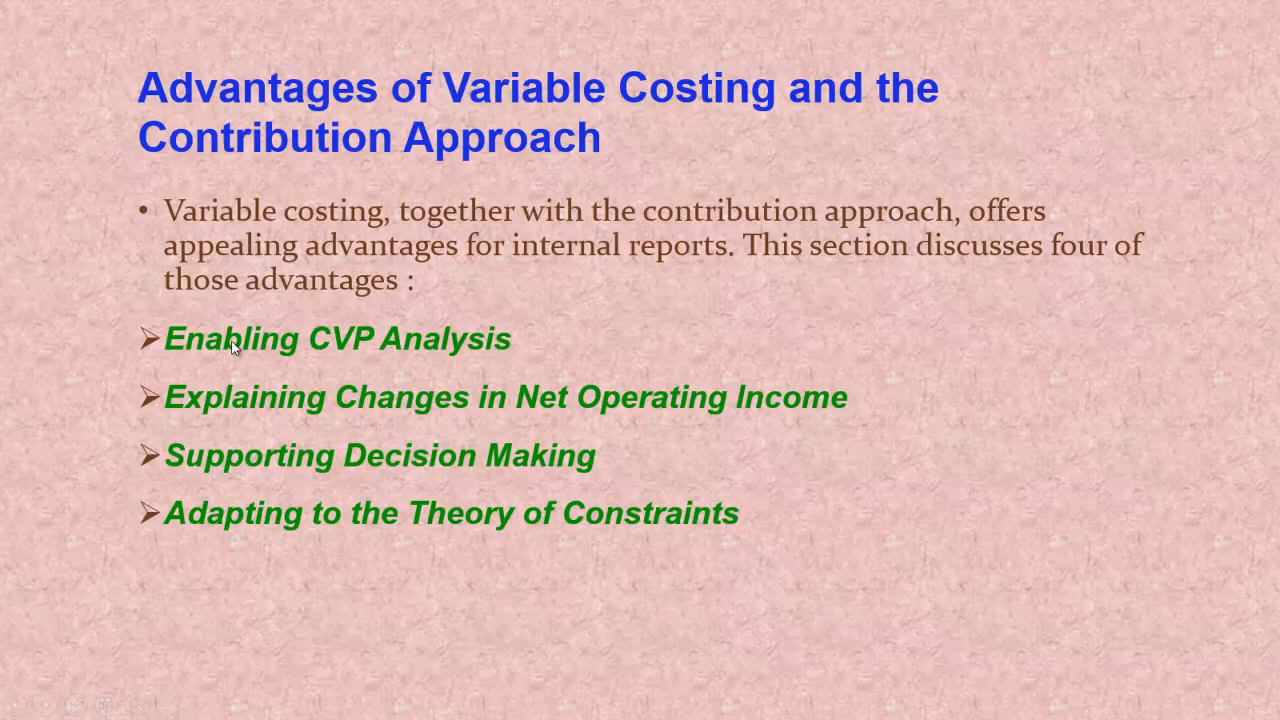 Advantages of Variable Costing and the
Contribution Approach
• Variable costing, together with the contribution approach, offers
appealing advantages for internal reports. This section discusses four of
those advantages :
➢Enabling CVP Analysis
➢Explaining Changes in Net Operating Income
➢Supporting Decision Making
➢Adapting to the Theory of Constraints